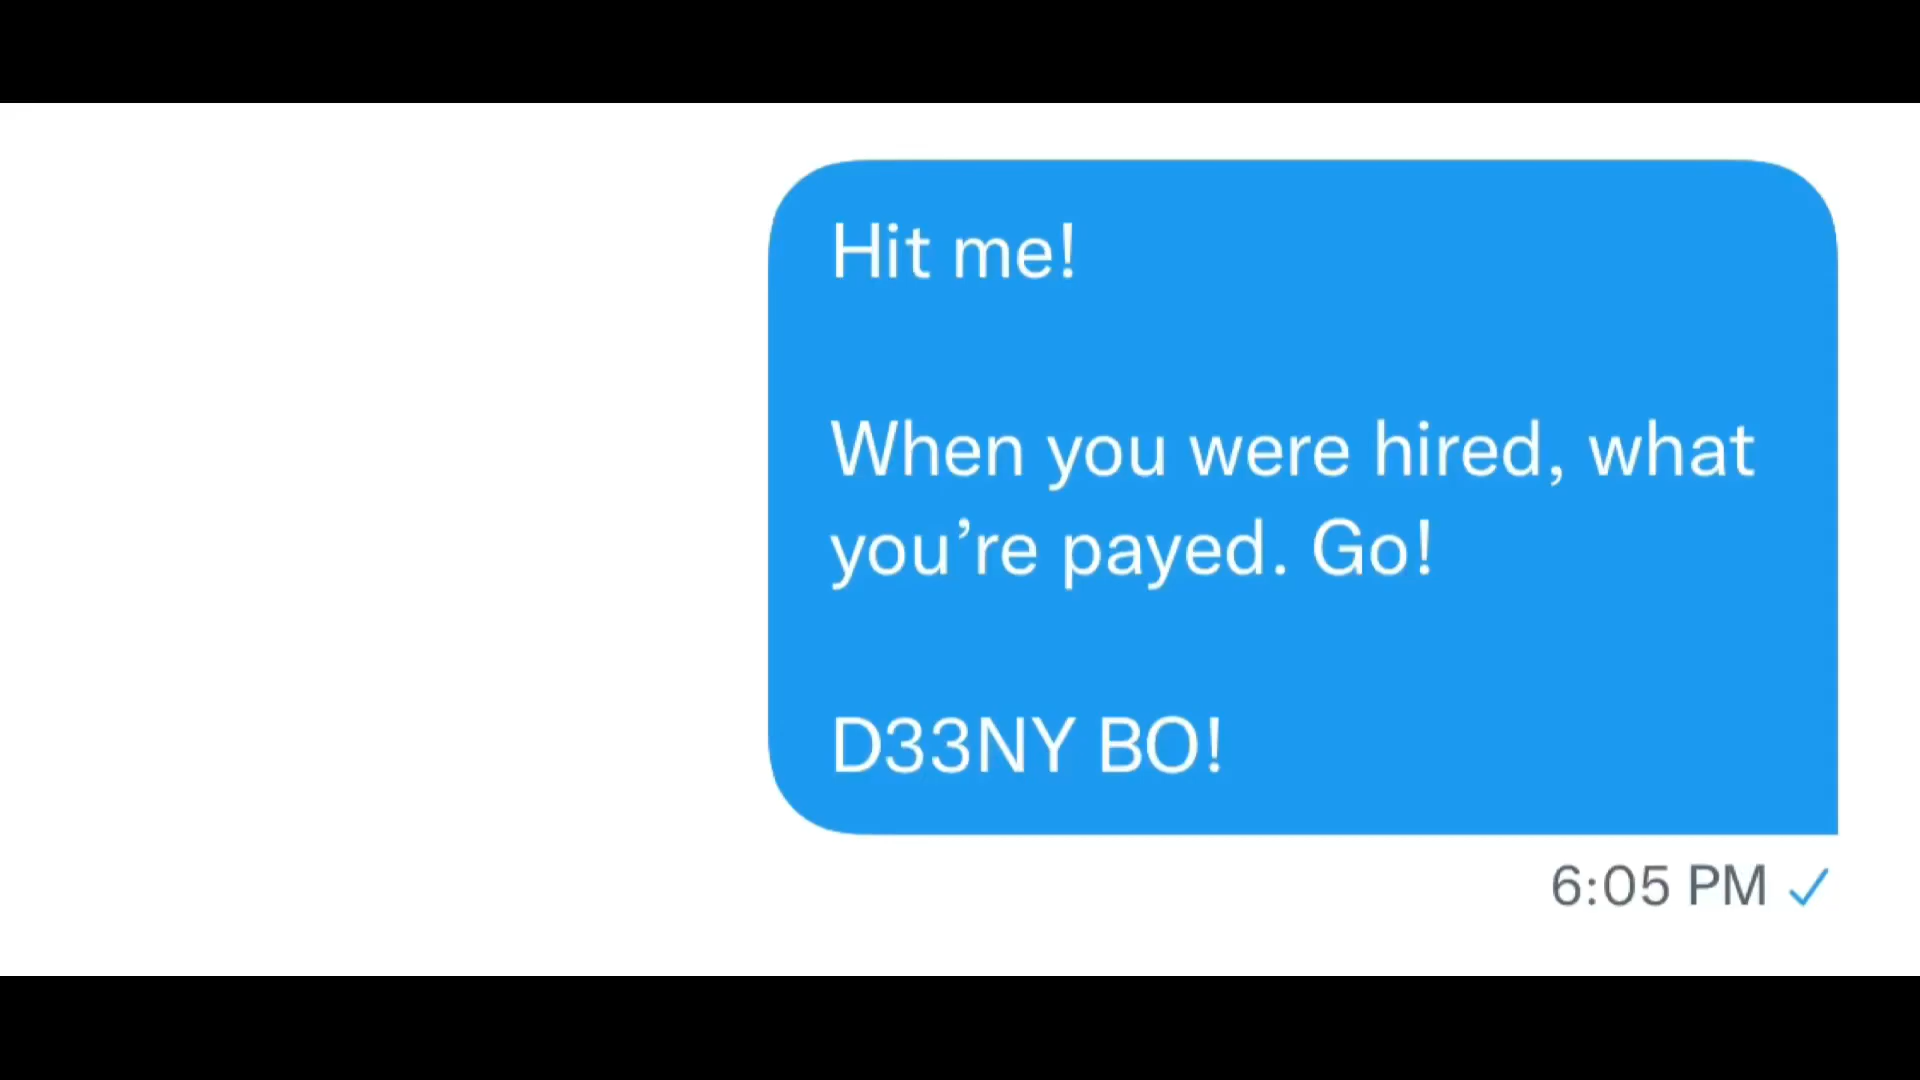 Hit me!
When you were hired, what
you’re payed. Go!
D33NY BO!
6:05 PM